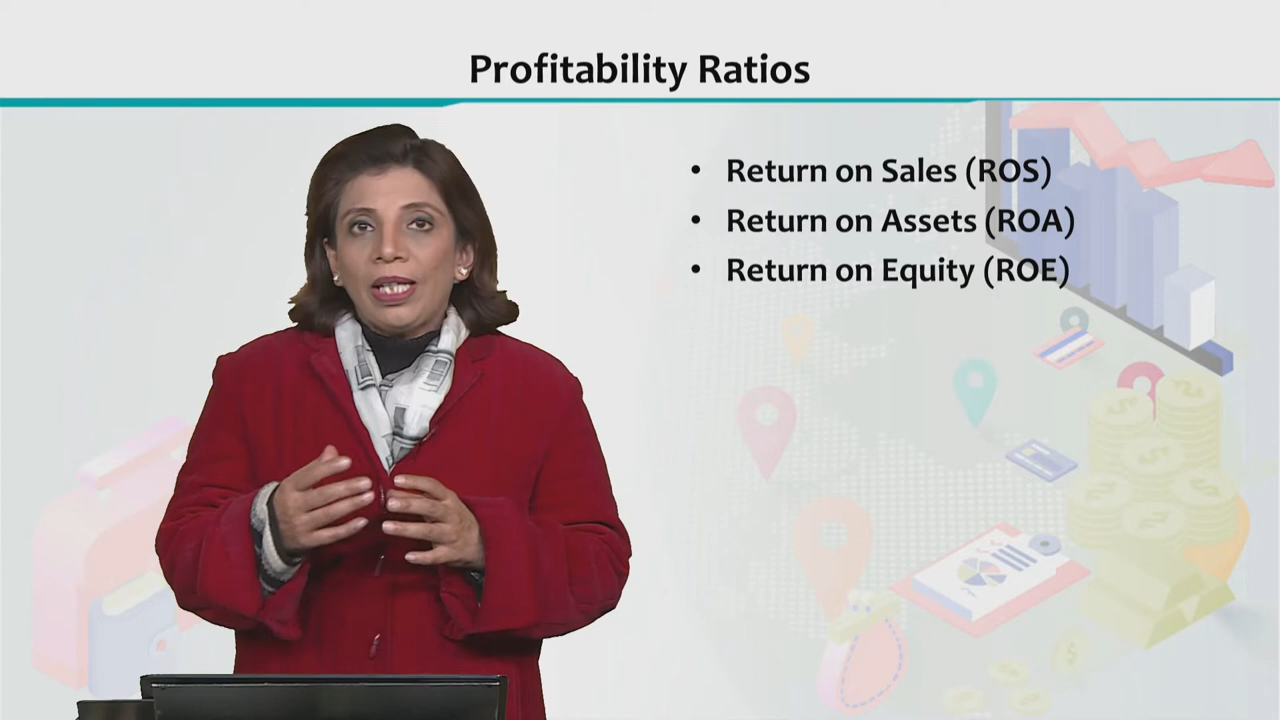 Profitability Ratios
• Return on Sales (ROS)
• Return on Assets (ROA)
• Return on Equity (ROE)